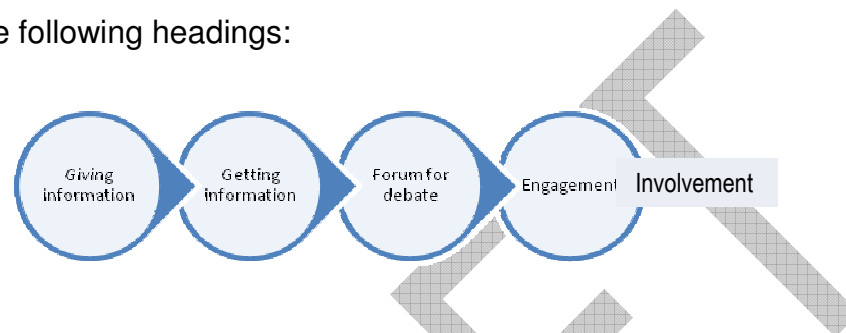 e following headings:
Giving
information
Getting
information
Forum for
debate
Engagement
Involvement